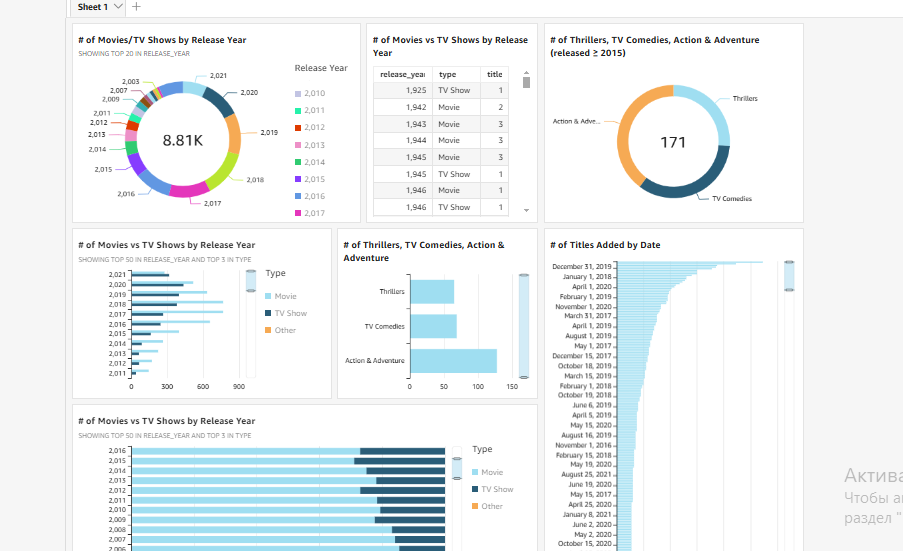 Sheet 1
# of Movies/TV Shows by Release Year
SHOWING TOP 20 IN RELEASE_YEAR
2,003
2,007
2,009
2,011
2,012
2,013
2,014
2,015
2,016
2,017
2,018
2,019
2,020
2,021
8.81K
Release Year
2,010
2,011
2,012
2,013
2,014
2,015
2,016
2,017
# of Movies vs TV Shows by Release
Year
release_yea type title
1,925 TV Show 1
1,942 Movie 2
1,943 Movie 3
1,944 Movie 3
1,945 Movie 3
1,945 TV Show 1
1,946 Movie 1
1,946 TV Show 1
# of Thrillers, TV Comedies, Action & Adventure
(released ≥ 2015)
Thrillers
Action & Adve...
171
TV Comedies
# of Movies vs TV Shows by Release Year
SHOWING TOP 50 IN RELEASE_YEAR AND TOP 3 IN TYPE
2,021
2,020
2,019
2,018
2,017
2,016
2,015
2,014
2,013
2,012
2,011
0 300 600 900
Type
Movie
TV Show
Other
# of Thrillers, TV Comedies, Action &
Adventure
Thrillers
TV Comedies
Action & Adventure
0 50 100 150
# of Titles Added by Date
December 31, 2019
January 1, 2018
April 1, 2020
February 1, 2019
November 1, 2020
March 31, 2017
April 1, 2019
August 1, 2019
May 1, 2017
December 15, 2017
October 18, 2019
March 15, 2019
February 1, 2018
October 19, 2018
June 6, 2019
April 5, 2019
May 15, 2020
August 16, 2019
November 1, 2016
February 15, 2018
May 19, 2020
August 25, 2021
June 19, 2020
May 15, 2017
April 25, 2020
January 8, 2021
June 2, 2020
May 2, 2020
October 15, 2020
# of Movies vs TV Shows by Release Year
SHOWING TOP 50 IN RELEASE_YEAR AND TOP 3 IN TYPE
2,016
2,015
2,014
2,013
2,012
2,011
2,010
2,009
2,008
2,007
2,006
Type
Movie
TV Show
Other
Актива
Чтобы а
раздел "